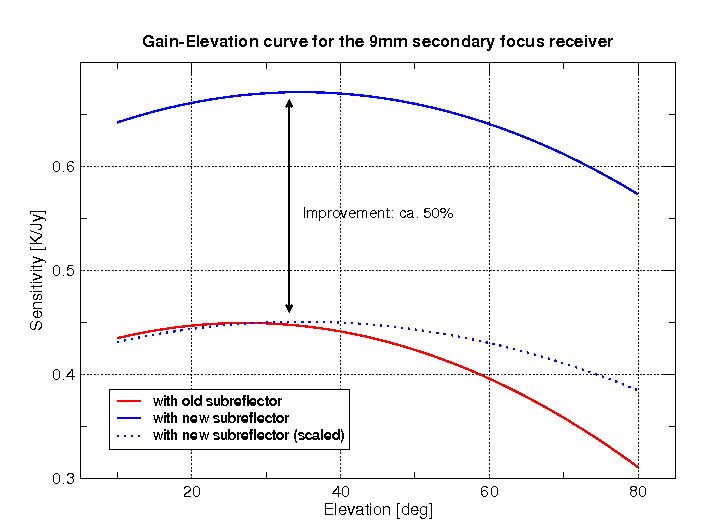 Gain-Elevation curve for the 9mm secondary focus receiver
Sensitivity [K/Jy]
0.6
0.5
0.4
0.3
Improvement: ca. 50%
with old subreflector
with new subreflector
with new subreflector (scaled)
20 40 60 80
Elevation [deg]